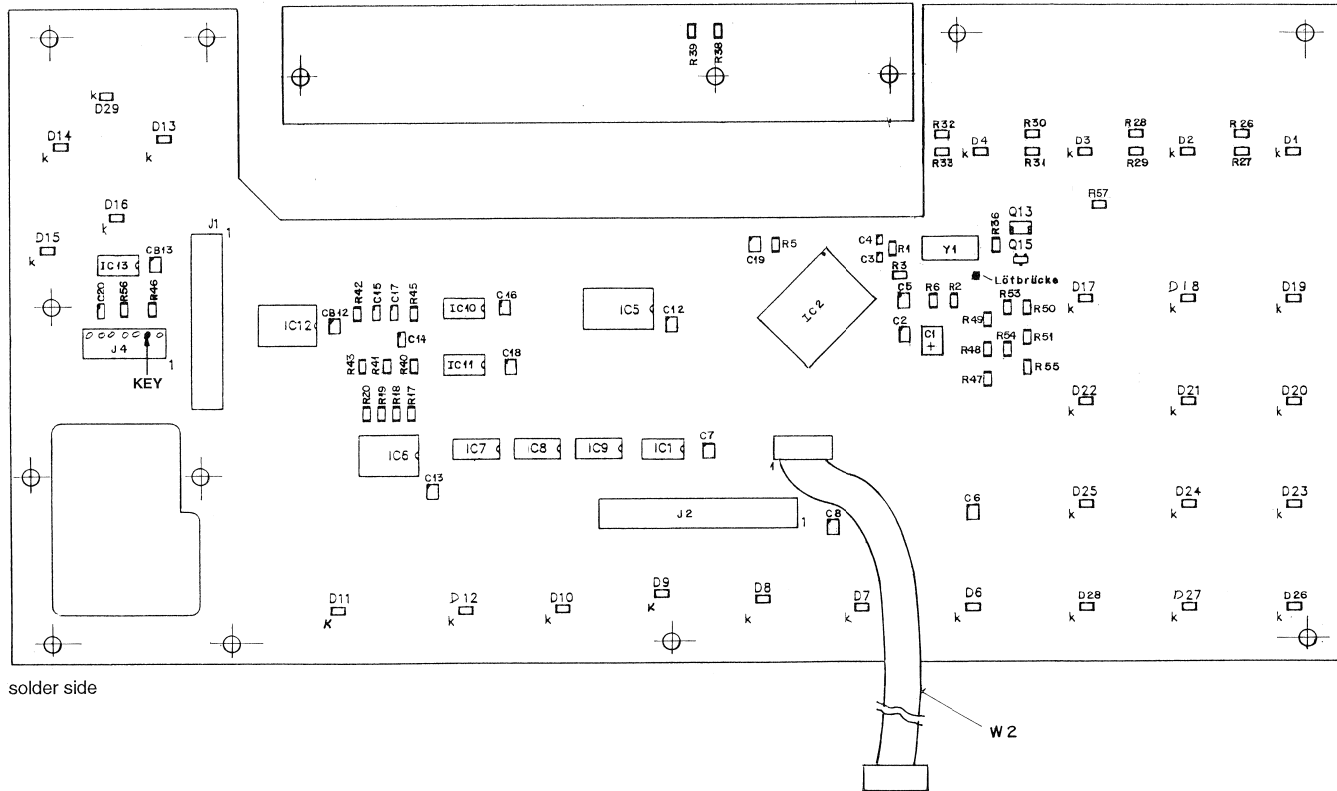 R39 R38
k
D29
D14 D13
k k
R32 R30 R28 R26
D4 D3 D2 D1
k k k k
R33 R31 R29 R27
R57
D16
k
J1
1
D15
k
CB13
IC13
C20 R56 R46
J4
1
KEY
C19 R5
C4
C3
R1
R3
Y1
R36
Q13
Q15
Lötbrücke
IC2
C5 R6 R2
R53
R50
C2
C1
+
R49
R54 R51
R48
R55
R47
D17 D18 D19
k k k
R42 C15 C17 R45
IC12
CB12
IC10
C16
IC5
C12
C14
R43 R41 R40
IC11
C18
R20 R19 R18 R17
D22 D21 D20
k k k
IC6
C13
IC7 IC8 IC9 IC1
C7
1
J2
1
C8
C6
D25 D24 D23
k k k
D11 D12 D10 D9 D8 D7 D6 D28 D27 D26
K k k K k k k k k k
solder side
W2